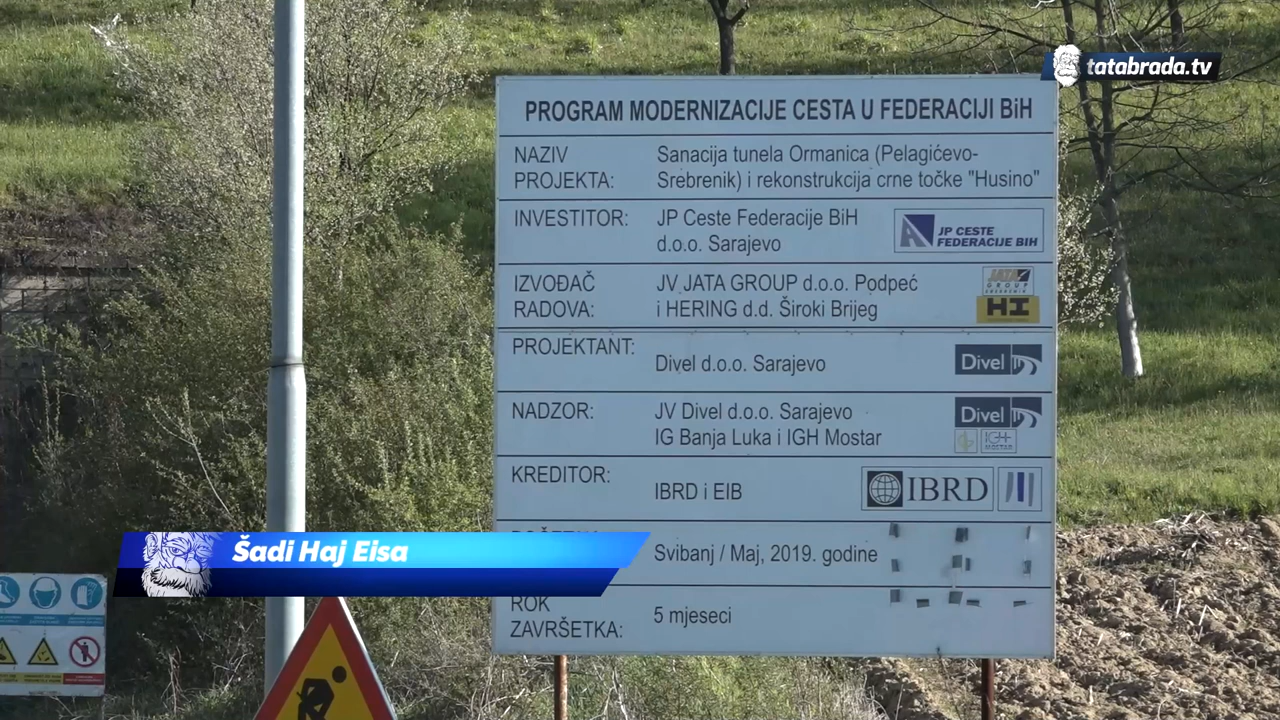 tatabrada.tv
PROGRAM MODERNIZACIJE CESTA U FEDERACIJI BiH
NAZIV PROJEKTA:
Sanacija tunela Ormanica (Pelagićevo-
Srebrenik) i rekonstrukcija crne točke "Husino"
INVESTITOR:
JP Ceste Federacije BiH
d.o.o. Sarajevo
JP CESTE
FEDERACIJE BIH
IZVOĐAČ
RADOVA:
JV JATA GROUP d.o.o. Podpeć
i HERING d.d. Široki Brijeg
JATA
GROUP
HI
PROJEKTANT:
Divel d.o.o. Sarajevo
Divel
NADZOR:
JV Divel d.o.o. Sarajevo
IG Banja Luka i IGH Mostar
Divel
IGH
KREDITOR:
IBRD i EIB
IBRD
Svibanj / Maj, 2019. godine
ROK
ZAVRŠETKA:
5 mjeseci
Šadi Haj Eisa